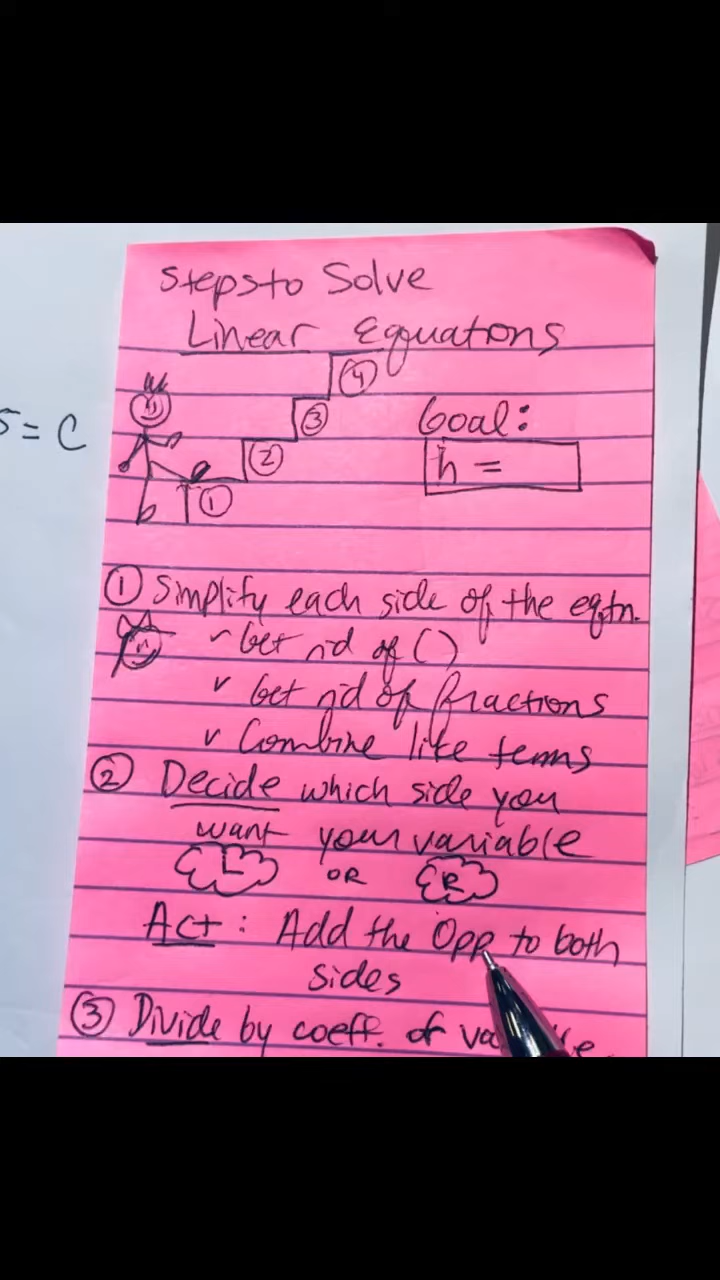 Steps to Solve
Linear Equations
④
③
②
①
Goal:
h =
5 = C
① Simplify each side of the eqtn.
✓ Get rid of ()
✓ Get rid of fractions
✓ Combine like terms
② Decide which side you
want your variable
L OR R
Act: Add the Opp to both
sides
③ Divide by coeff. of